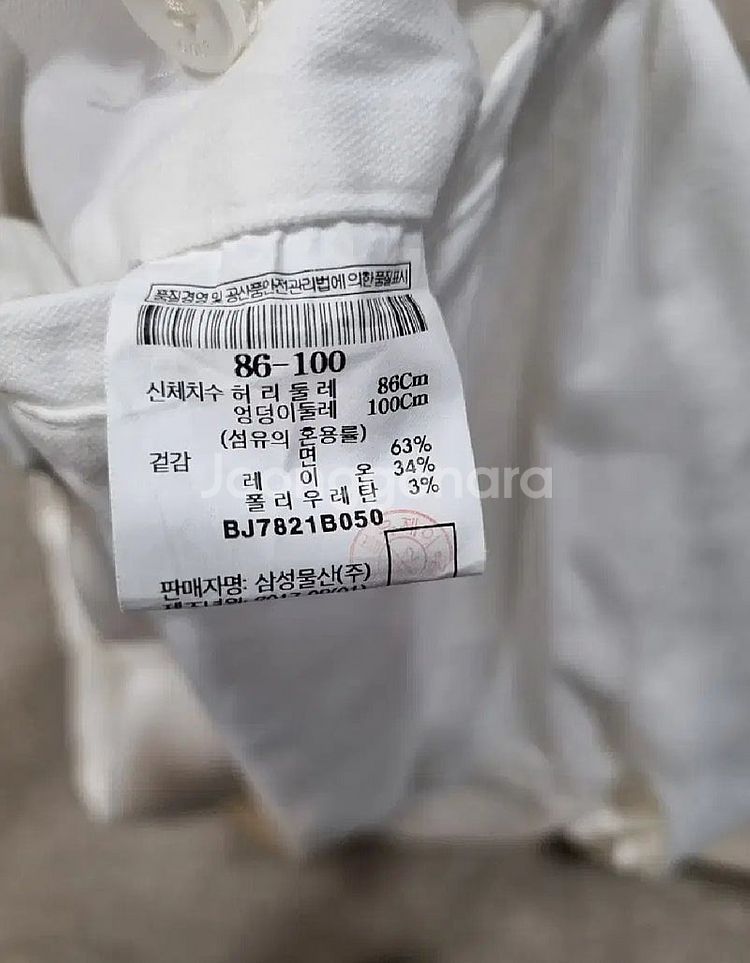 품질경영 및 공산품안전관리법에 의한 품질표시
86-100
신체치수 허리둘레 86Cm
엉덩이둘레 100Cm
(섬유의 혼용률)
겉감 면 63%
레이온 34%
폴리우레탄 3%
BJ7821B050
판매자명: 삼성물산(주)
Joonggonara